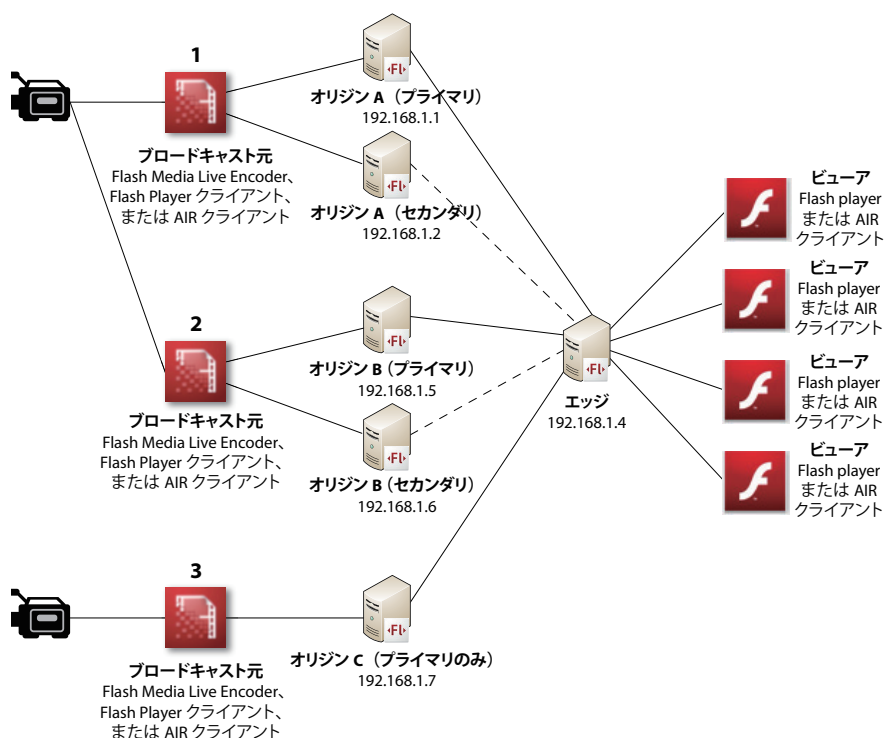 1
ブロードキャスト元
Flash Media Live Encoder、
Flash Player クライアント、
または AIR クライアント
Fl
オリジン A（プライマリ）
192.168.1.1
Fl
オリジン A（セカンダリ）
192.168.1.2
2
ブロードキャスト元
Flash Media Live Encoder、
Flash Player クライアント、
または AIR クライアント
Fl
オリジン B（プライマリ）
192.168.1.5
Fl
オリジン B（セカンダリ）
192.168.1.6
3
ブロードキャスト元
Flash Media Live Encoder、
Flash Player クライアント、
または AIR クライアント
Fl
オリジン C（プライマリのみ）
192.168.1.7
Fl
エッジ
192.168.1.4
ビューア
Flash player
または AIR
クライアント
ビューア
Flash player
または AIR
クライアント
ビューア
Flash player
または AIR
クライアント
ビューア
Flash player
または AIR
クライアント